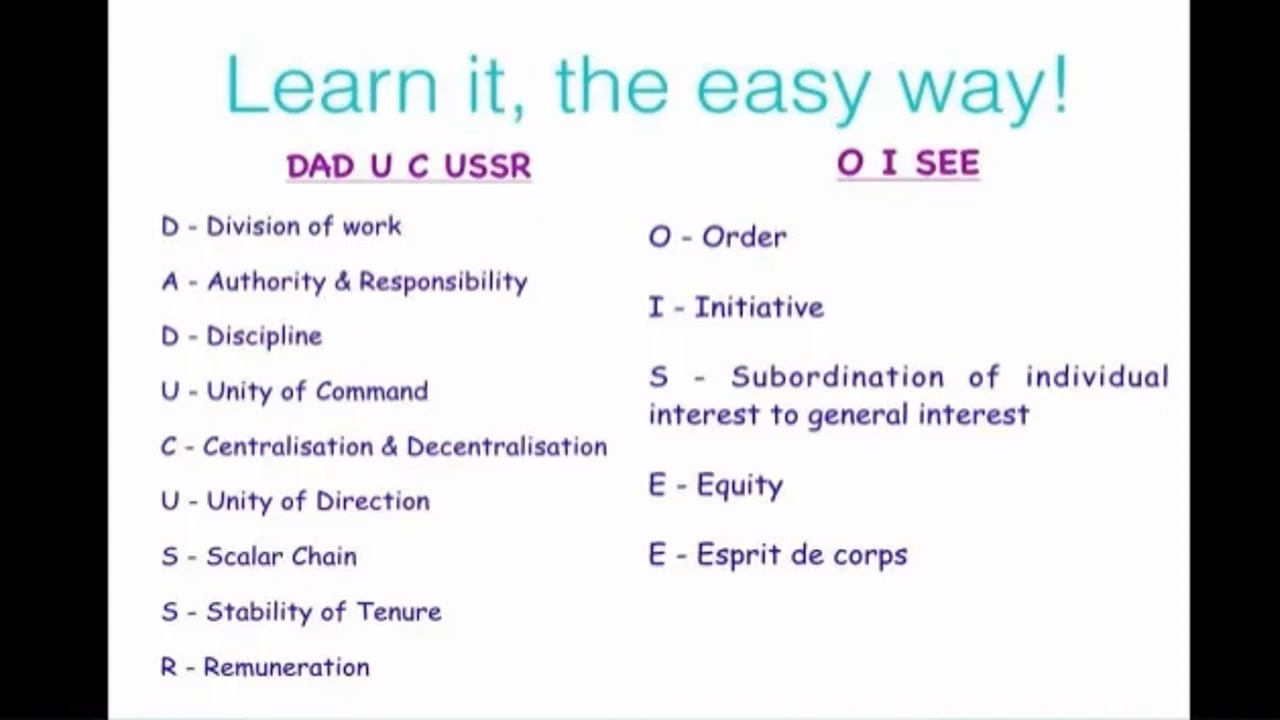 Learn it, the easy way!
DAD U C USSR
D - Division of work
A - Authority & Responsibility
D - Discipline
U - Unity of Command
C - Centralisation & Decentralisation
U - Unity of Direction
S - Scalar Chain
S - Stability of Tenure
R - Remuneration
O I SEE
O - Order
I - Initiative
S - Subordination of individual
interest to general interest
E - Equity
E - Esprit de corps